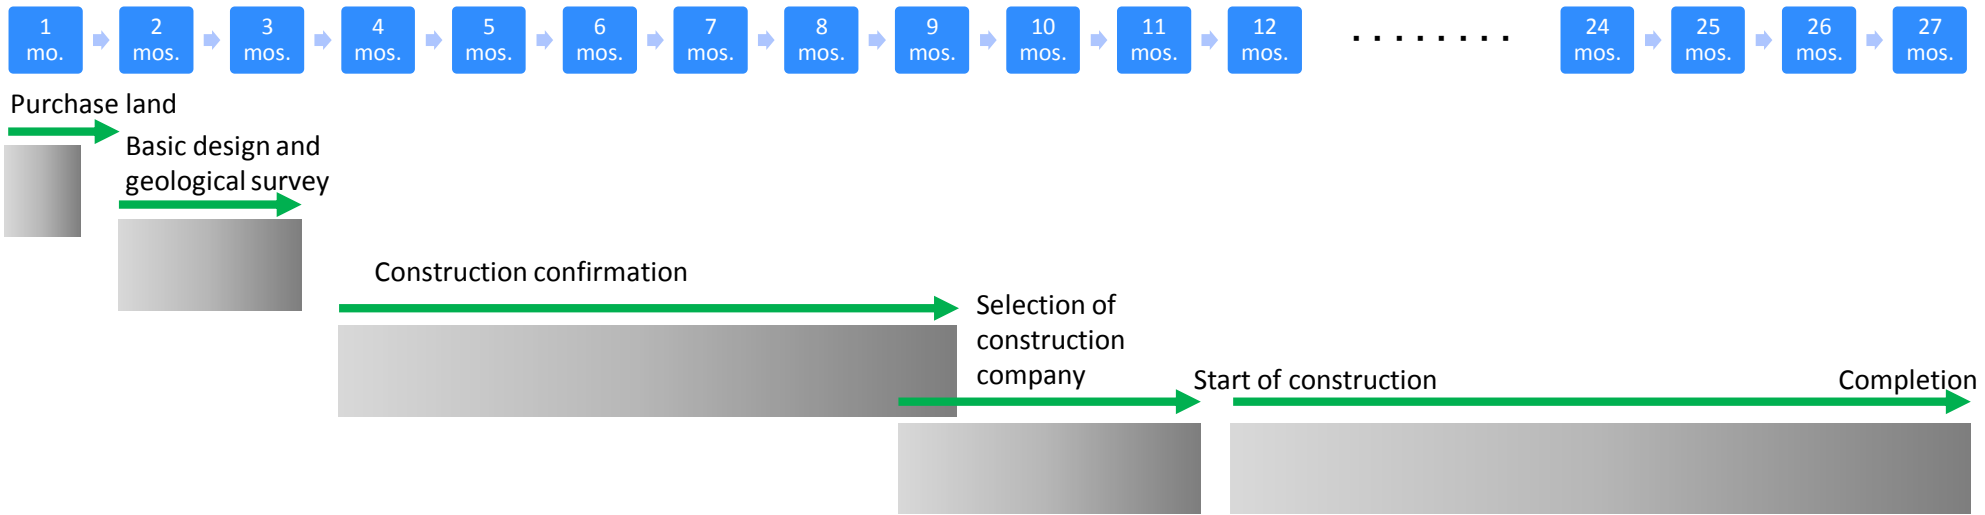 1
mo.
2
mos.
3
mos.
4
mos.
5
mos.
6
mos.
7
mos.
8
mos.
9
mos.
10
mos.
11
mos.
12
mos.
........
24
mos.
25
mos.
26
mos.
27
mos.
Purchase land
Basic design and
geological survey
Construction confirmation
Selection of
construction
company
Start of construction
Completion